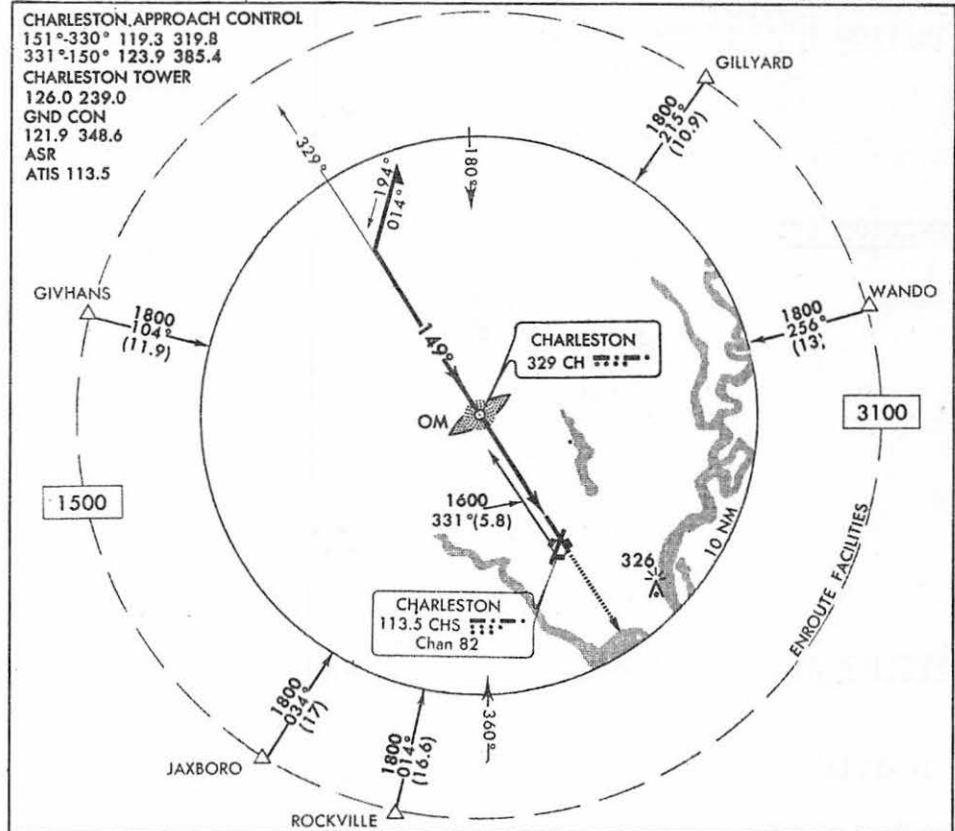 CHARLESTON APPROACH CONTROL
151°-330° 119.3 319.8
331°-150° 123.9 385.4
CHARLESTON TOWER
126.0 239.0
GND CON
121.9 348.6
ASR
ATIS 113.5
GILLYARD
1800
215°
(10.9)
329°
194°
014°
180°
GIVHANS
1800
104°
(11.9)
WANDO
1800
256°
(13)
149°
CHARLESTON
329 CH
OM
3100
1500
1600
331°(5.8)
326
10 NM
ENROUTE FACILITIES
CHARLESTON
113.5 CHS
Chan 82
1800
034°
(17)
JAXBORO
1800
014°
(16.6)
360°
ROCKVILLE